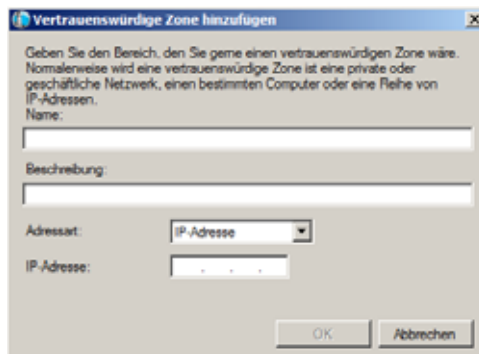 Vertrauenswürdige Zone hinzufügen
Geben Sie den Bereich, den Sie gerne einen vertrauenswürdigen Zone wäre.
Normalerweise wird eine vertrauenswürdige Zone ist eine private oder
geschäftliche Netzwerk, einen bestimmten Computer oder eine Reihe von
IP-Adressen.
Name:
Beschreibung:
Adressart:
IP-Adresse
IP-Adresse:
. . .
OK
Abbrechen